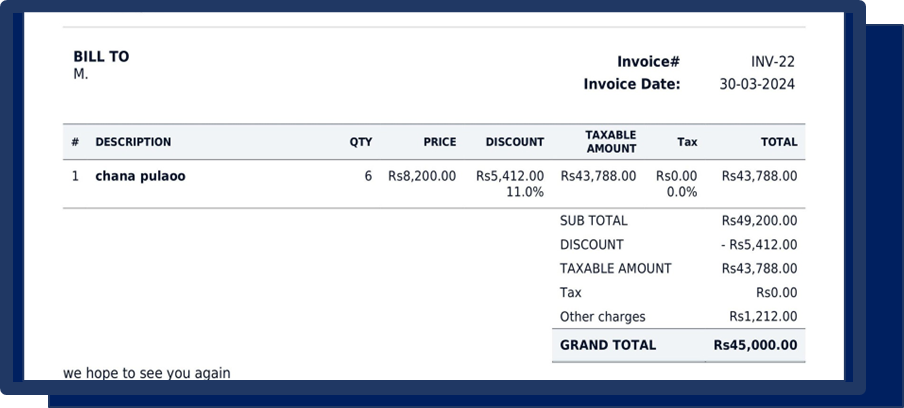 BILL TO
M.
Invoice# INV-22
Invoice Date: 30-03-2024
# DESCRIPTION QTY PRICE DISCOUNT TAXABLE AMOUNT Tax TOTAL
1 chana pulaoo 6 Rs8,200.00 Rs5,412.00 Rs43,788.00 Rs0.00 Rs43,788.00
11.0% 0.0%
SUB TOTAL Rs49,200.00
DISCOUNT - Rs5,412.00
TAXABLE AMOUNT Rs43,788.00
Tax Rs0.00
Other charges Rs1,212.00
GRAND TOTAL Rs45,000.00
we hope to see you again